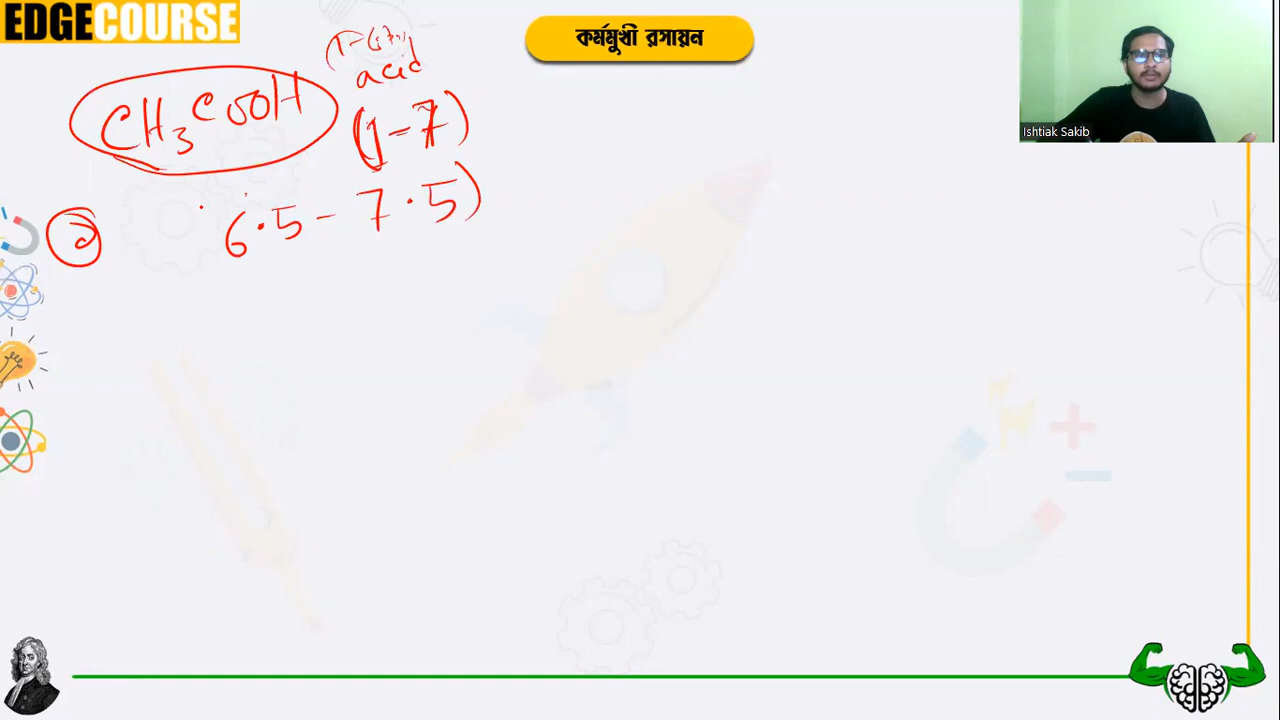 EDGECOURSE
কর্মমুখী রসায়ন
Ishtiak Sakib
acid
CH₃COOH
(1-7)
6.5-7.5)